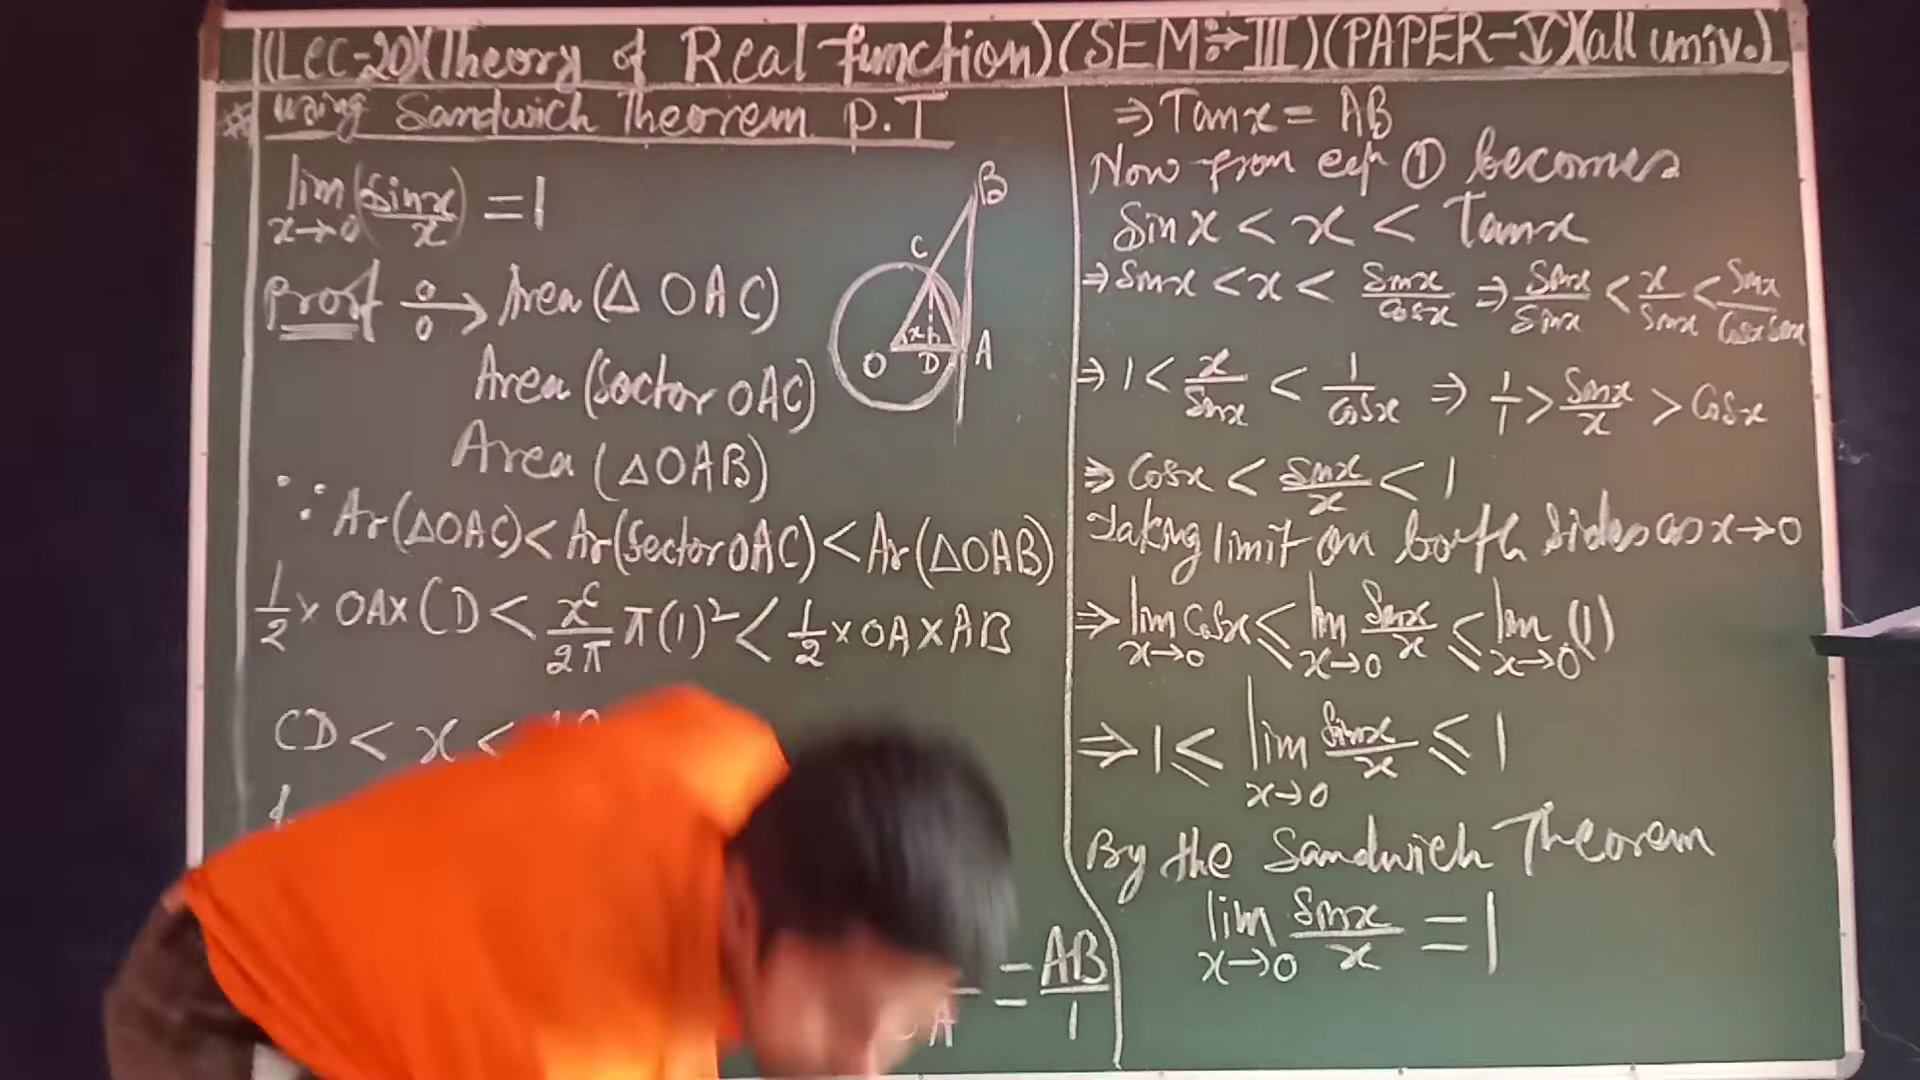 (Lec-20)(Theory of Real function)(SEM:→III)(PAPER-V)(all univ.)
* using Sandwich Theorem P.T
lim x→0 (Sinx/x) = 1
Proof → Area (△ OAC)
Area (Sector OAC)
Area (△OAB)
∵ Ar(△OAC) < Ar(Sector OAC) < Ar(△OAB)
1/2 × OA × CD < x^c/2π π(1)² < 1/2 × OA × AB
CD < x <
= AB/1
B
C
x
O D A
⇒ Tanx = AB
Now from eqn ① becomes
Sinx < x < Tanx
⇒ Sinx < x < Sinx/Cosx ⇒ Sinx/Sinx < x/Sinx < Sinx/Cosx Sinx
⇒ 1 < x/Sinx < 1/Cosx ⇒ 1/1 > Sinx/x > Cosx
⇒ Cosx < Sinx/x < 1
Taking limit on both Sides as x→0
⇒ lim x→0 Cosx ≤ lim x→0 Sinx/x ≤ lim x→0 (1)
⇒ 1 ≤ lim x→0 Sinx/x ≤ 1
By the Sandwich Theorem
lim x→0 Sinx/x = 1